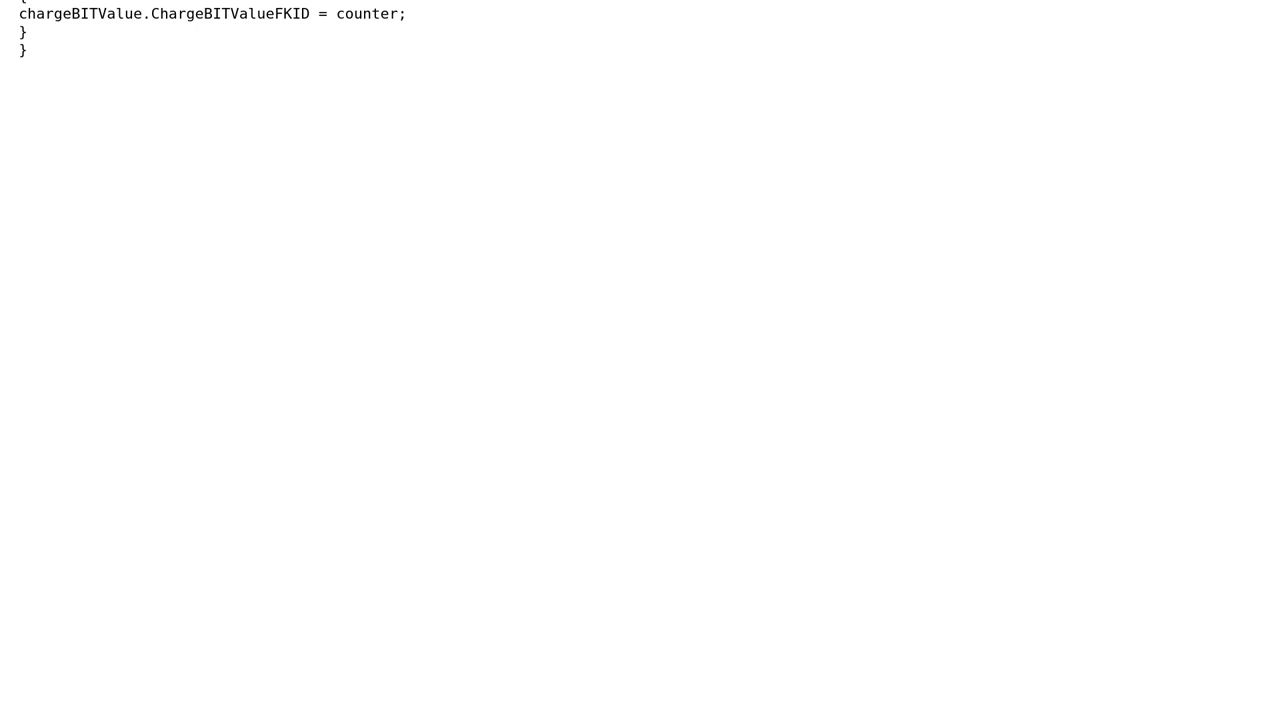 {
chargeBITValue.ChargeBITValueFKID = counter;
}
}